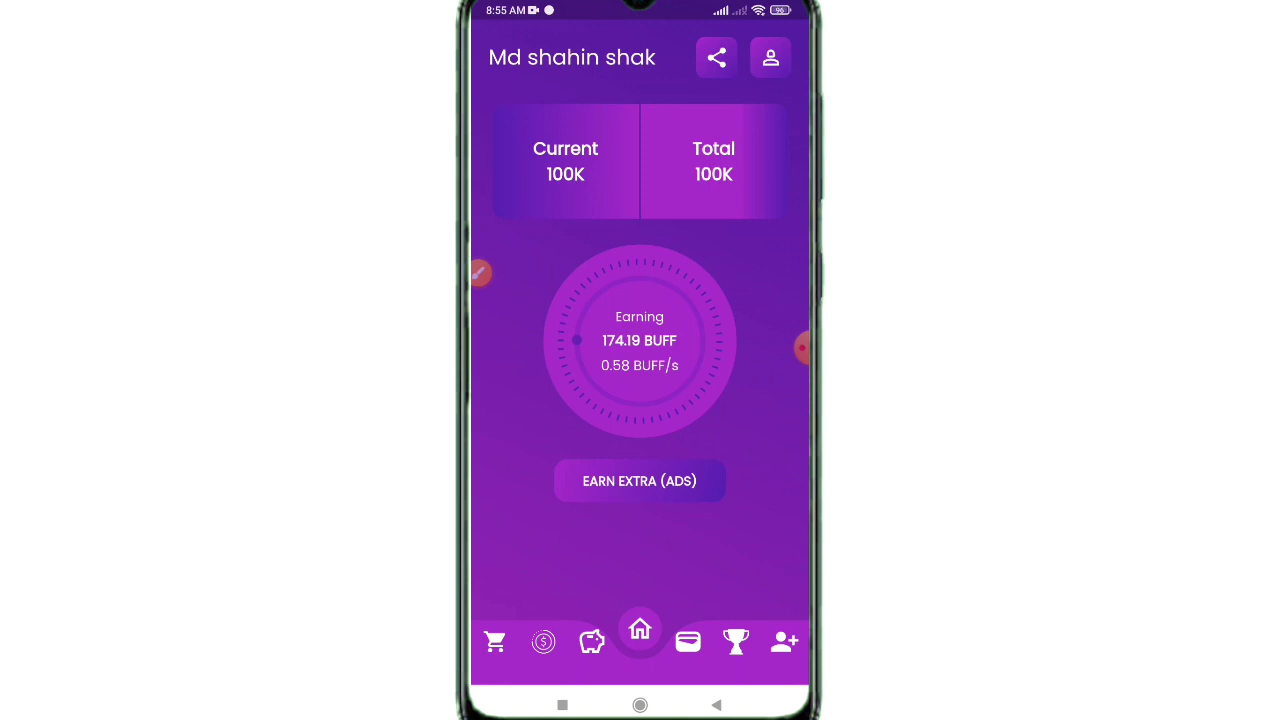 8:55 AM
96
Md shahin shak
Current
100K
Total
100K
Earning
174.19 BUFF
0.58 BUFF/s
EARN EXTRA (ADS)